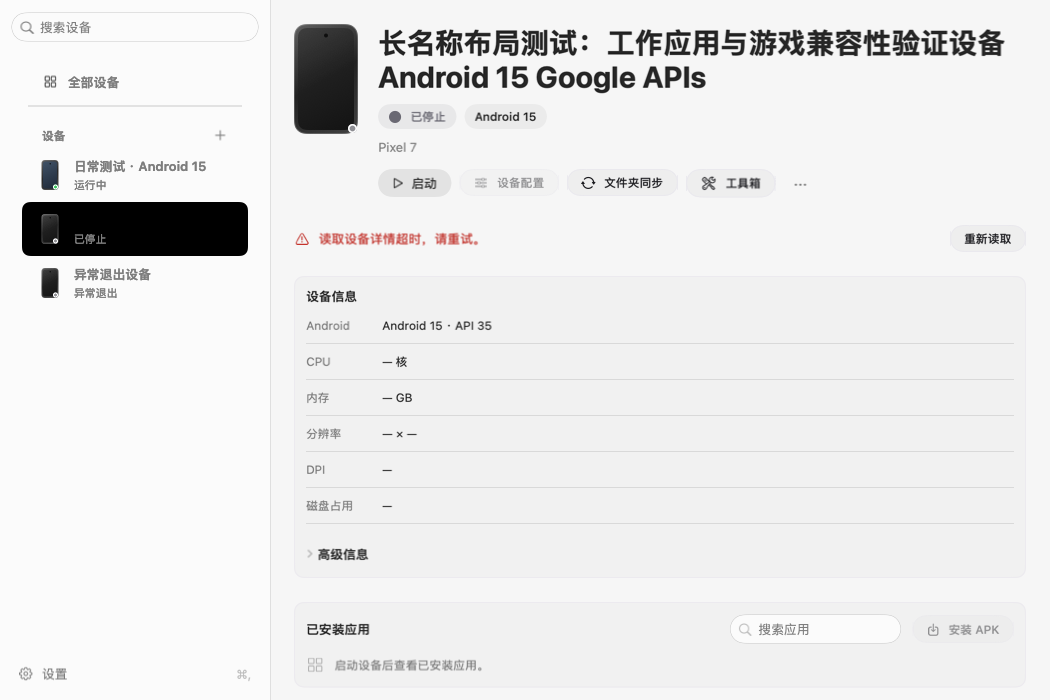 搜索设备
全部设备
设备
日常测试 · Android 15
运行中
已停止
异常退出设备
异常退出
设置
⌘,
长名称布局测试：工作应用与游戏兼容性验证设备
Android 15 Google APIs
已停止
Android 15
Pixel 7
启动
设备配置
文件夹同步
工具箱
读取设备详情超时，请重试。
重新读取
设备信息
Android
Android 15 · API 35
CPU
— 核
内存
— GB
分辨率
— × —
DPI
—
磁盘占用
—
高级信息
已安装应用
搜索应用
安装 APK
启动设备后查看已安装应用。